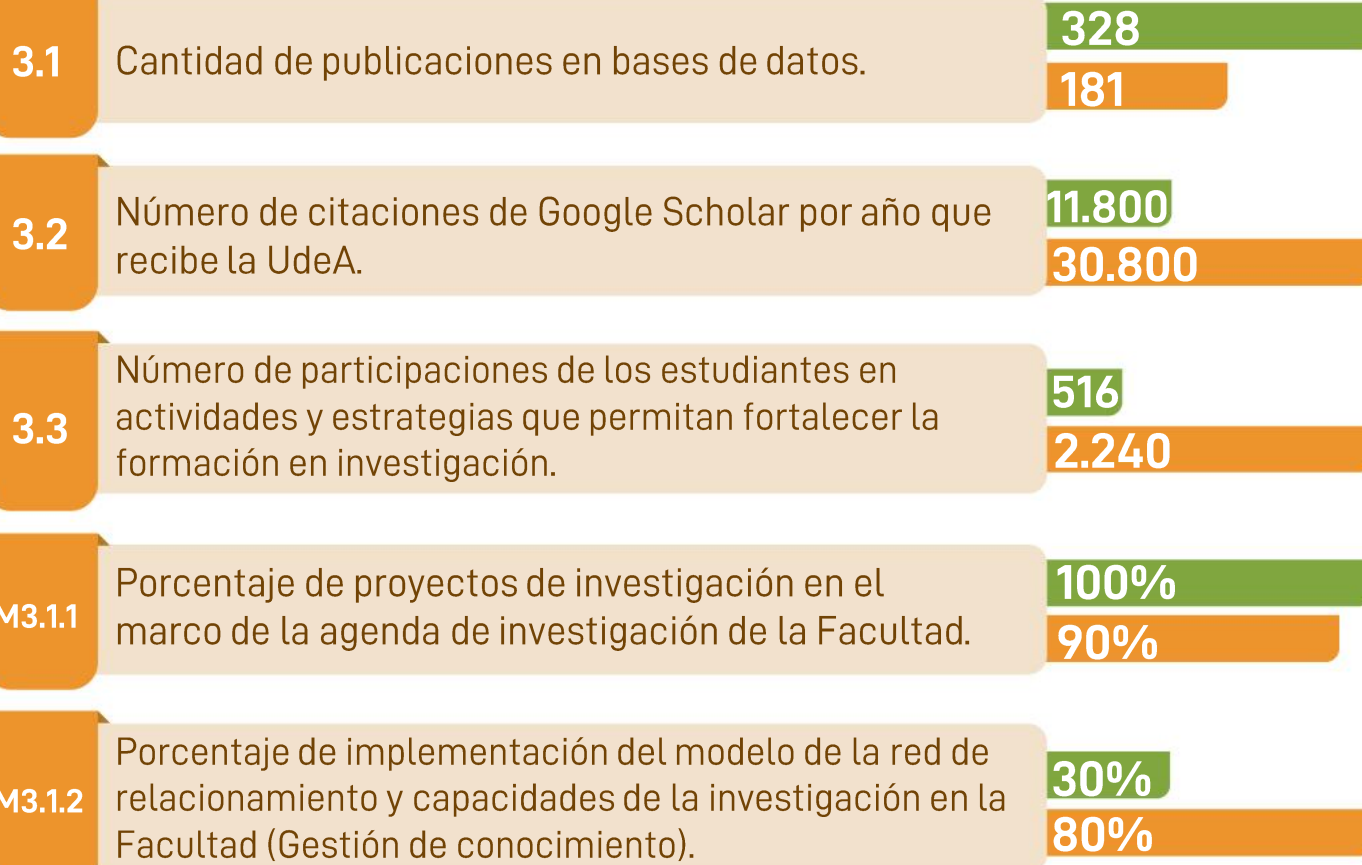 3.1
Cantidad de publicaciones en bases de datos.
328
181
3.2
Número de citaciones de Google Scholar por año que
recibe la UdeA.
11.800
30.800
3.3
Número de participaciones de los estudiantes en
actividades y estrategias que permitan fortalecer la
formación en investigación.
516
2.240
M3.1.1
Porcentaje de proyectos de investigación en el
marco de la agenda de investigación de la Facultad.
100%
90%
M3.1.2
Porcentaje de implementación del modelo de la red de
relacionamiento y capacidades de la investigación en la
Facultad (Gestión de conocimiento).
30%
80%